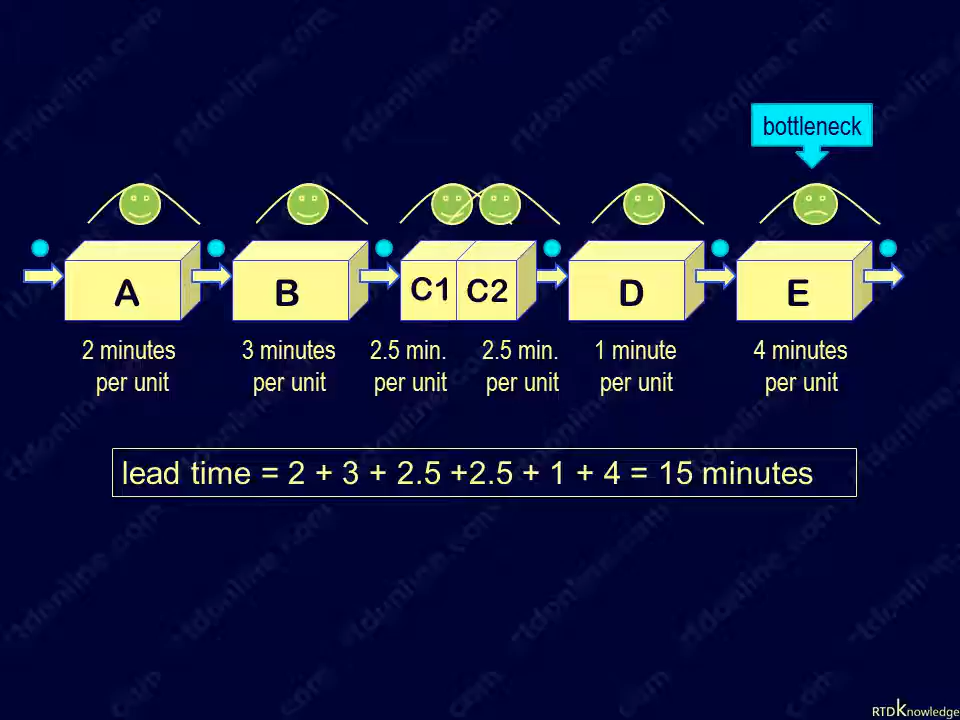 bottleneck
A
B
C1
C2
D
E
2 minutes
per unit
3 minutes
per unit
2.5 min.
per unit
2.5 min.
per unit
1 minute
per unit
4 minutes
per unit
lead time = 2 + 3 + 2.5 +2.5 + 1 + 4 = 15 minutes
RTDKnowledge